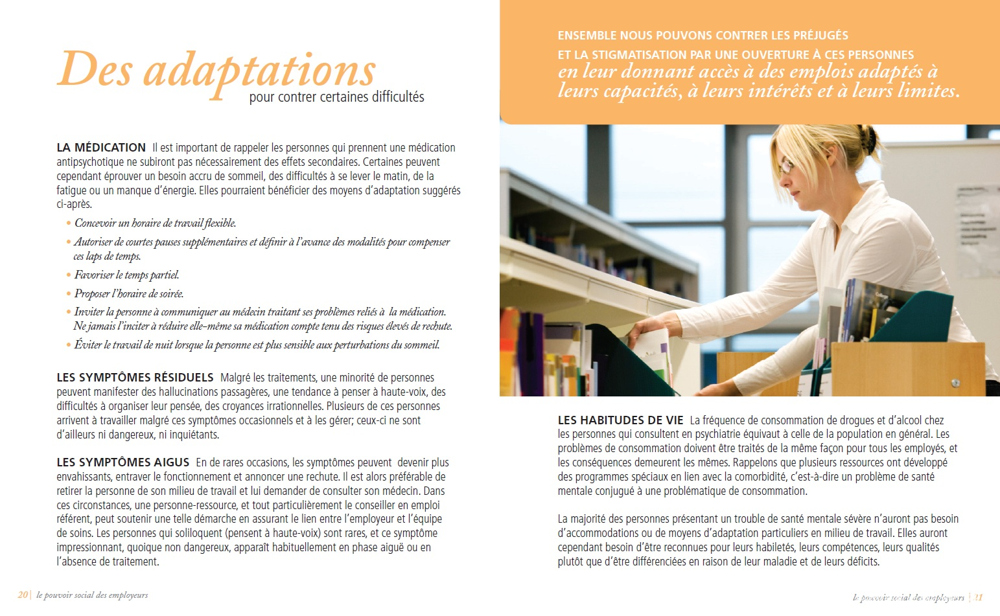 Des adaptations
pour contrer certaines difficultés
LA MÉDICATION Il est important de rappeler les personnes qui prennent une médication
antipsychotique ne subiront pas nécessairement des effets secondaires. Certaines peuvent
cependant éprouver un besoin accru de sommeil, des difficultés à se lever le matin, de la
fatigue ou un manque d’énergie. Elles pourraient bénéficier des moyens d’adaptation suggérés
ci-après.
• Concevoir un horaire de travail flexible.
• Autoriser de courtes pauses supplémentaires et définir à l’avance des modalités pour compenser
ces laps de temps.
• Favoriser le temps partiel.
• Proposer l’horaire de soirée.
• Inviter la personne à communiquer au médecin traitant ses problèmes reliés à la médication.
Ne jamais l’inciter à réduire elle-même sa médication compte tenu des risques élevés de rechute.
• Éviter le travail de nuit lorsque la personne est plus sensible aux perturbations du sommeil.
LES SYMPTÔMES RÉSIDUELS Malgré les traitements, une minorité de personnes
peuvent manifester des hallucinations passagères, une tendance à penser à haute-voix, des
difficultés à organiser leur pensée, des croyances irrationnelles. Plusieurs de ces personnes
arrivent à travailler malgré ces symptômes occasionnels et à les gérer; ceux-ci ne sont
d’ailleurs ni dangereux, ni inquiétants.
LES SYMPTÔMES AIGUS En de rares occasions, les symptômes peuvent devenir plus
envahissants, entraver le fonctionnement et annoncer une rechute. Il est alors préférable de
retirer la personne de son milieu de travail et lui demander de consulter son médecin. Dans
ces circonstances, une personne-ressource, et tout particulièrement le conseiller en emploi
référent, peut soutenir une telle démarche en assurant le lien entre l’employeur et l’équipe
de soins. Les personnes qui soliloquent (pensent à haute-voix) sont rares, et ce symptôme
impressionnant, quoique non dangereux, apparaît habituellement en phase aiguë ou en
l’absence de traitement.
20 | le pouvoir social des employeurs
ENSEMBLE NOUS POUVONS CONTRER LES PRÉJUGÉS
ET LA STIGMATISATION PAR UNE OUVERTURE À CES PERSONNES
en leur donnant accès à des emplois adaptés à
leurs capacités, à leurs intérêts et à leurs limites.
LES HABITUDES DE VIE La fréquence de consommation de drogues et d’alcool chez
les personnes qui consultent en psychiatrie équivaut à celle de la population en général. Les
problèmes de consommation doivent être traités de la même façon pour tous les employés, et
les conséquences demeurent les mêmes. Rappelons que plusieurs ressources ont développé
des programmes spéciaux en lien avec la comorbidité, c’est-à-dire un problème de santé
mentale conjugué à une problématique de consommation.
La majorité des personnes présentant un trouble de santé mentale sévère n’auront pas besoin
d’accommodations ou de moyens d’adaptation particuliers en milieu de travail. Elles auront
cependant besoin d’être reconnues pour leurs habiletés, leurs compétences, leurs qualités
plutôt que d’être différenciées en raison de leur maladie et de leurs déficits.
le pouvoir social des employeurs | 21